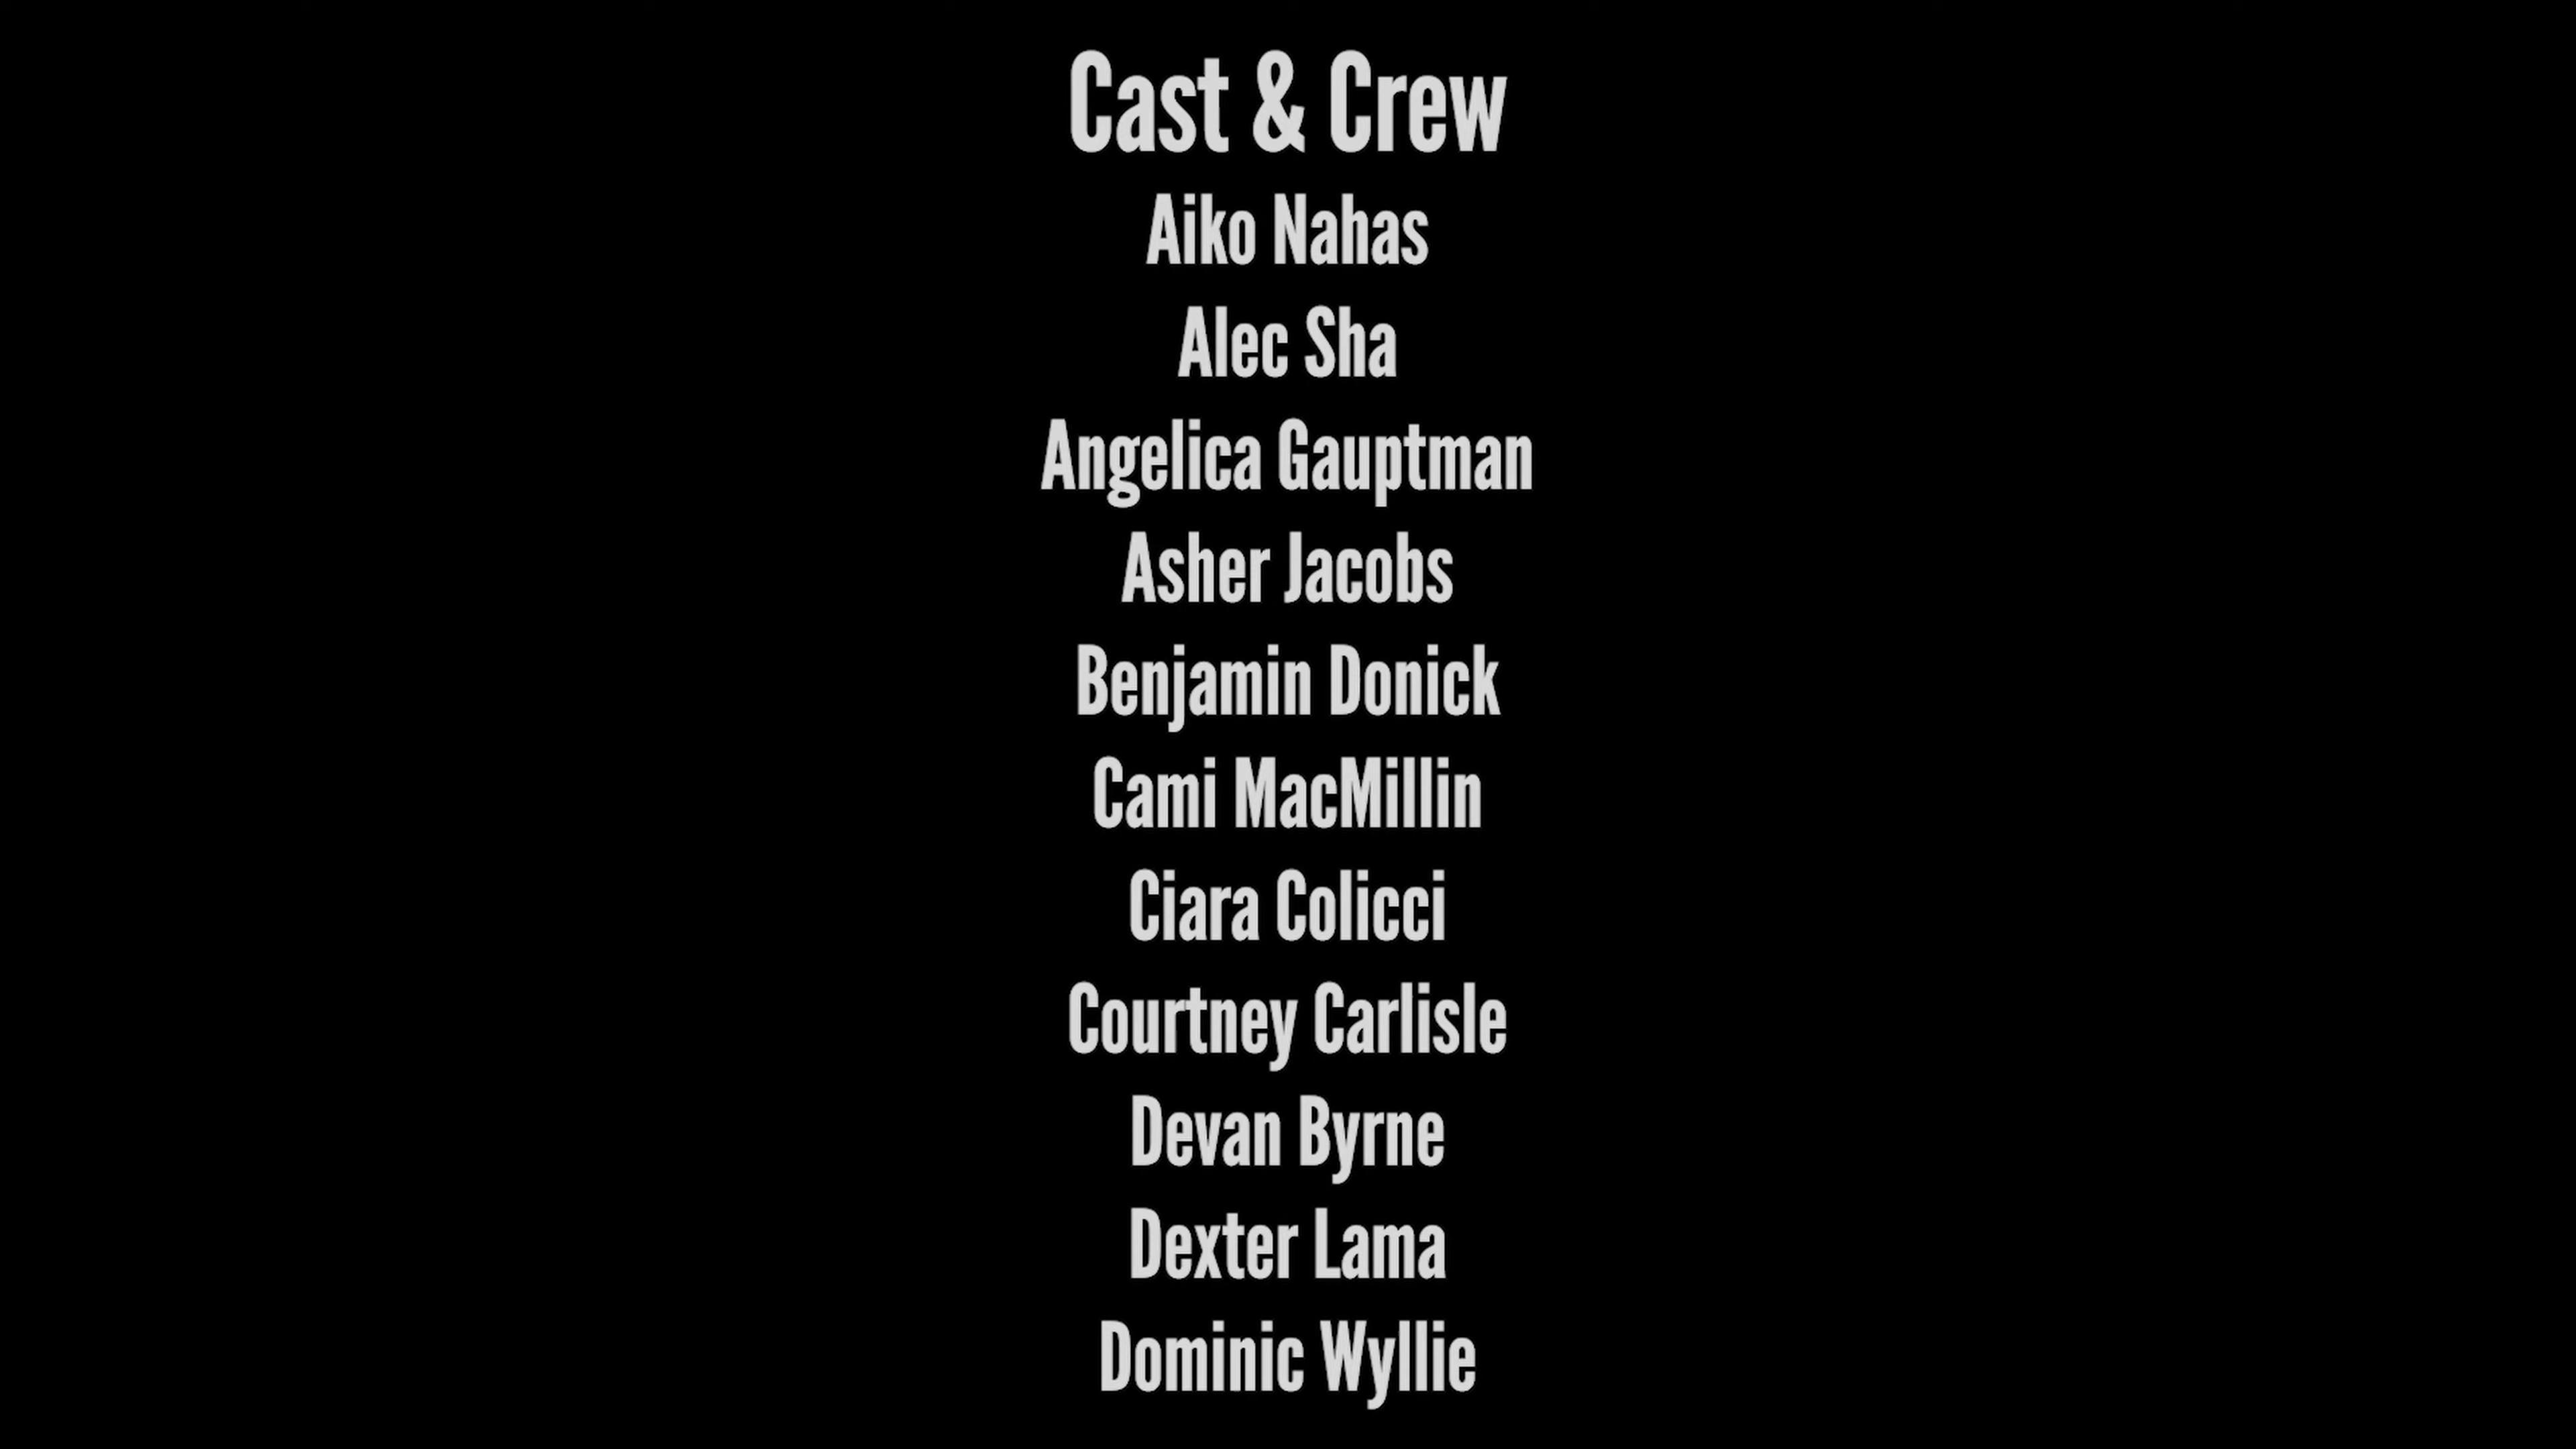 Cast & Crew
Aiko Nahas
Alec Sha
Angelica Gauptman
Asher Jacobs
Benjamin Donick
Cami MacMillin
Ciara Colicci
Courtney Carlisle
Devan Byrne
Dexter Lama
Dominic Wyllie